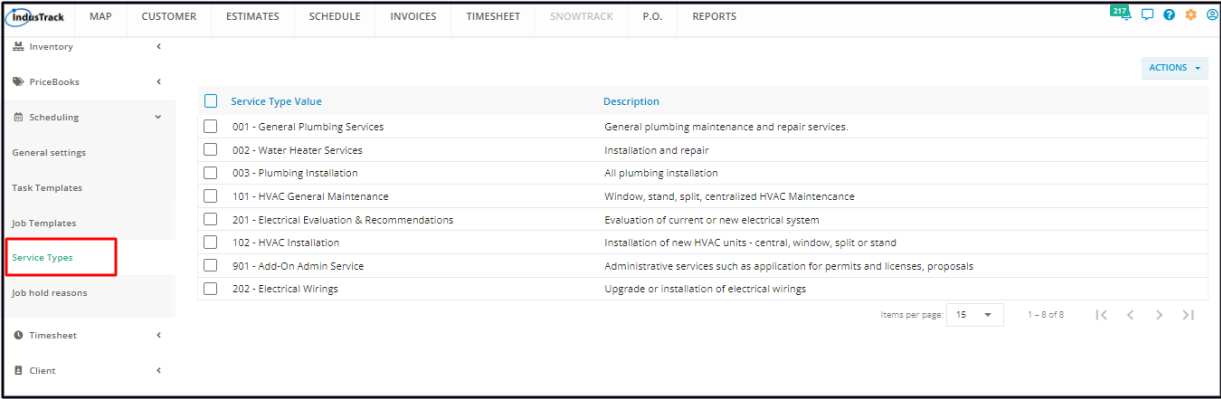 IndusTrack MAP CUSTOMER ESTIMATES SCHEDULE INVOICES TIMESHEET SNOWTRACK P.O. REPORTS 217
Inventory
PriceBooks
Scheduling
General settings
Task Templates
Job Templates
Service Types
Job hold reasons
Timesheet
Client
ACTIONS
Service Type Value Description
001 - General Plumbing Services General plumbing maintenance and repair services.
002 - Water Heater Services Installation and repair
003 - Plumbing Installation All plumbing installation
101 - HVAC General Maintenance Window, stand, split, centralized HVAC Maintencance
201 - Electrical Evaluation & Recommendations Evaluation of current or new electrical system
102 - HVAC Installation Installation of new HVAC units - central, window, split or stand
901 - Add-On Admin Service Administrative services such as application for permits and licenses, proposals
202 - Electrical Wirings Upgrade or installation of electrical wirings
Items per page: 15 1 – 8 of 8